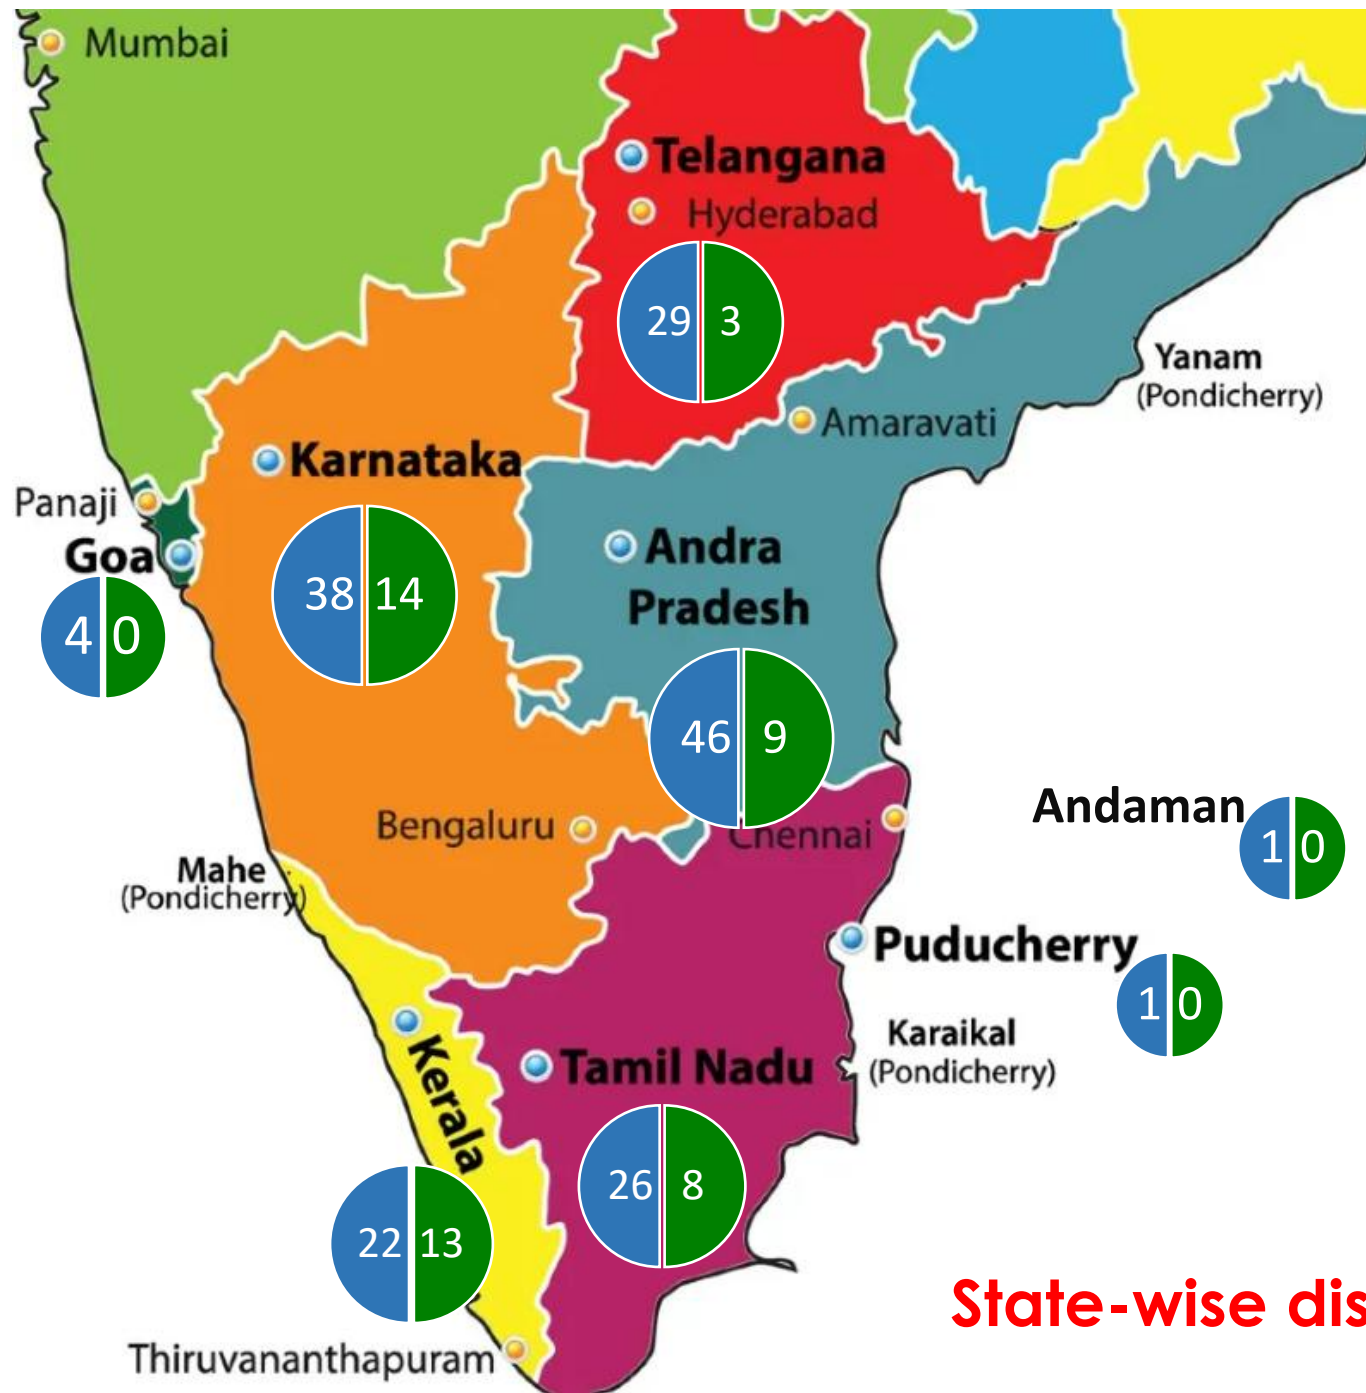 Mumbai
Telangana
Hyderabad
29 3
Yanam
(Pondicherry)
Amaravati
Karnataka
Panaji
Goa
4 0
38 14
Andra
Pradesh
46 9
Andaman
1 0
Bengaluru
Chennai
Mahe
(Pondicherry)
Puducherry
1 0
Karaikal
(Pondicherry)
Kerala
Tamil Nadu
26 8
22 13
State-wise dis
Thiruvananthapuram